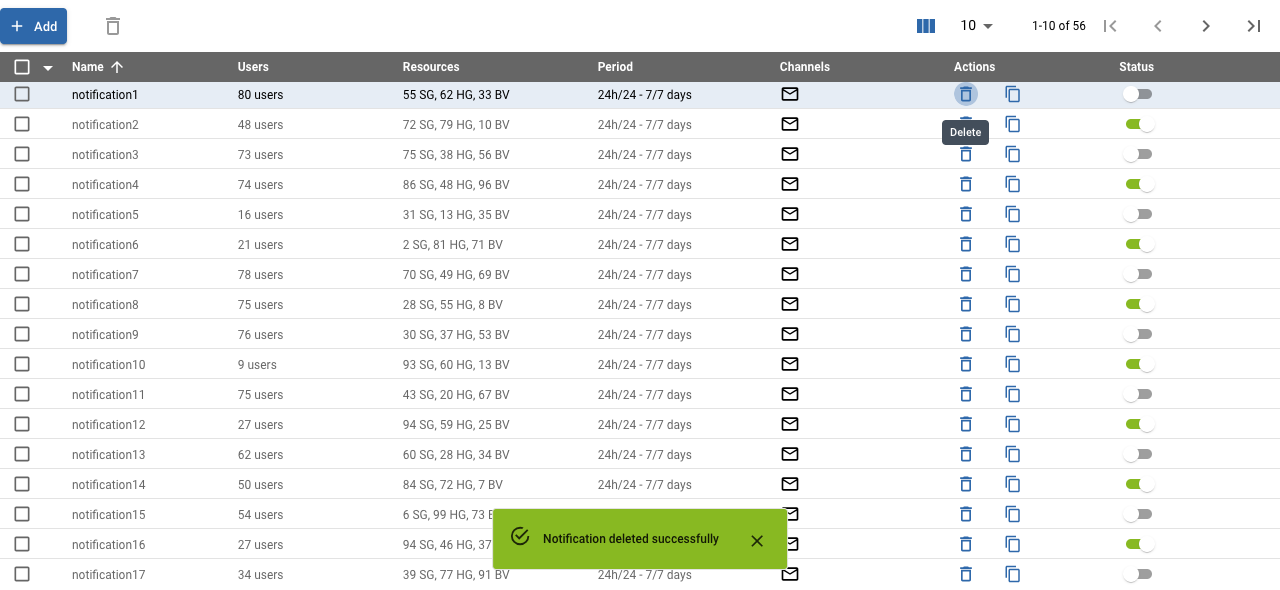 Add 10 1-10 of 56
Name Users Resources Period Channels Actions Status
notification1 80 users 55 SG, 62 HG, 33 BV 24h/24 - 7/7 days
notification2 48 users 72 SG, 79 HG, 10 BV 24h/24 - 7/7 days
Delete
notification3 73 users 75 SG, 38 HG, 56 BV 24h/24 - 7/7 days
notification4 74 users 86 SG, 48 HG, 96 BV 24h/24 - 7/7 days
notification5 16 users 31 SG, 13 HG, 35 BV 24h/24 - 7/7 days
notification6 21 users 2 SG, 81 HG, 71 BV 24h/24 - 7/7 days
notification7 78 users 70 SG, 49 HG, 69 BV 24h/24 - 7/7 days
notification8 75 users 28 SG, 55 HG, 8 BV 24h/24 - 7/7 days
notification9 76 users 30 SG, 37 HG, 53 BV 24h/24 - 7/7 days
notification10 9 users 93 SG, 60 HG, 13 BV 24h/24 - 7/7 days
notification11 75 users 43 SG, 20 HG, 67 BV 24h/24 - 7/7 days
notification12 27 users 94 SG, 59 HG, 25 BV 24h/24 - 7/7 days
notification13 62 users 60 SG, 28 HG, 34 BV 24h/24 - 7/7 days
notification14 50 users 84 SG, 72 HG, 7 BV 24h/24 - 7/7 days
notification15 54 users 6 SG, 99 HG, 73
notification16 27 users 94 SG, 46 HG, 37
Notification deleted successfully
notification17 34 users 39 SG, 77 HG, 91 BV 24h/24 - 7/7 days